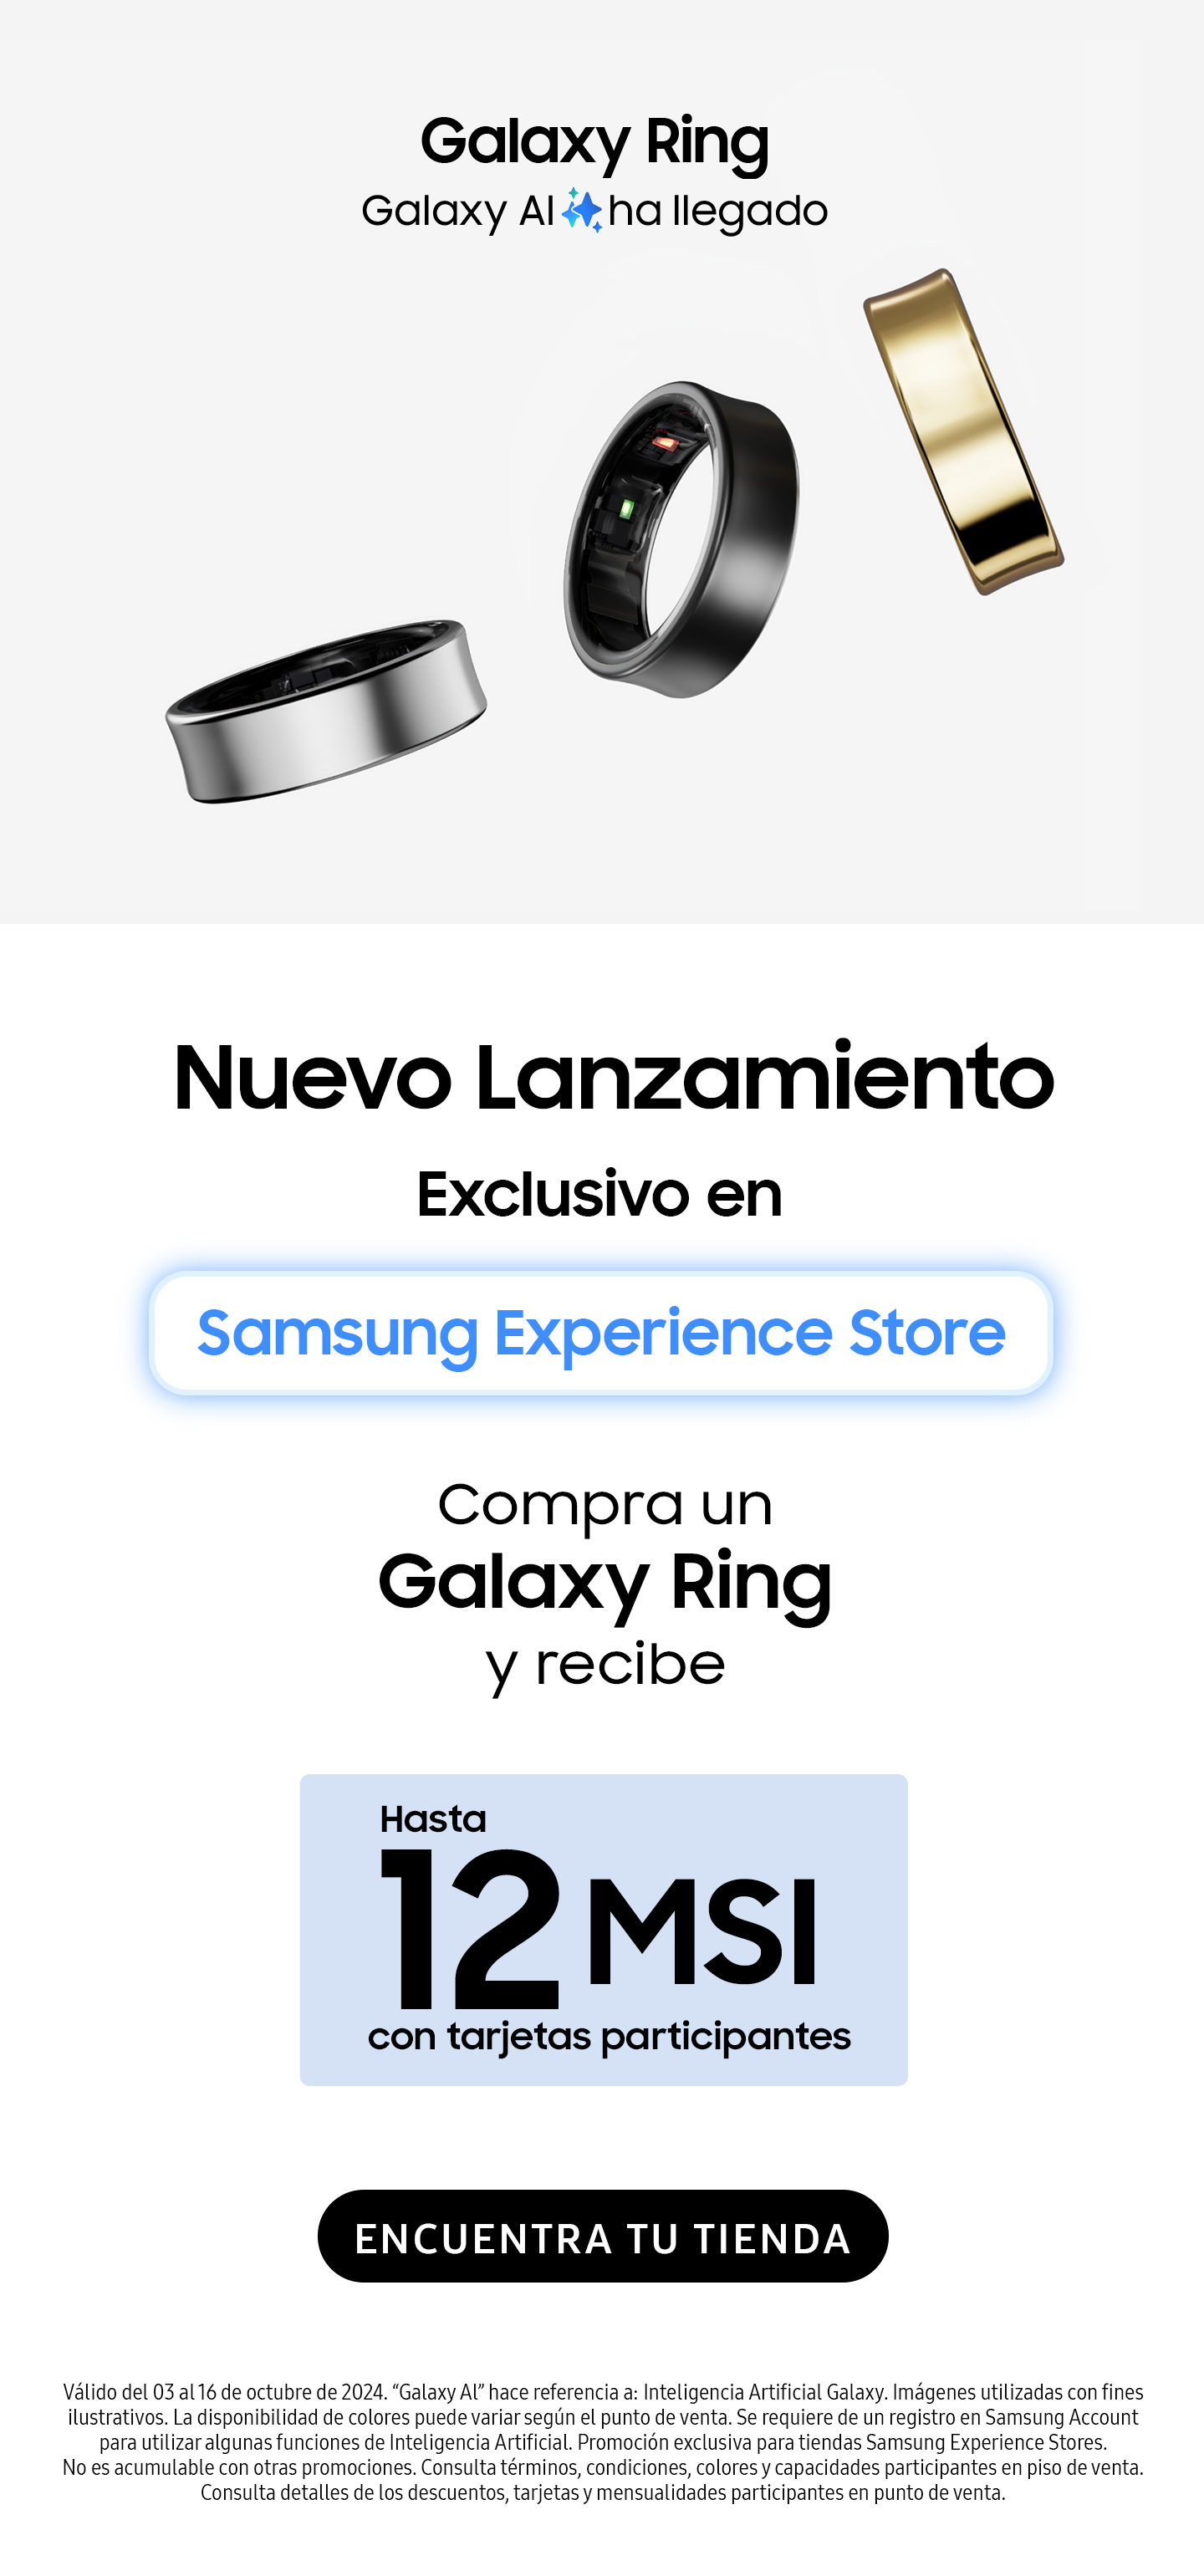 Galaxy Ring
Galaxy AI ha llegado
Nuevo Lanzamiento
Exclusivo en
Samsung Experience Store
Compra un
Galaxy Ring
y recibe
Hasta
12 MSI
con tarjetas participantes
ENCUENTRA TU TIENDA
Válido del 03 al 16 de octubre de 2024. “Galaxy Al” hace referencia a: Inteligencia Artificial Galaxy. Imágenes utilizadas con fines
ilustrativos. La disponibilidad de colores puede variar según el punto de venta. Se requiere de un registro en Samsung Account
para utilizar algunas funciones de Inteligencia Artificial. Promoción exclusiva para tiendas Samsung Experience Stores.
No es acumulable con otras promociones. Consulta términos, condiciones, colores y capacidades participantes en piso de venta.
Consulta detalles de los descuentos, tarjetas y mensualidades participantes en punto de venta.